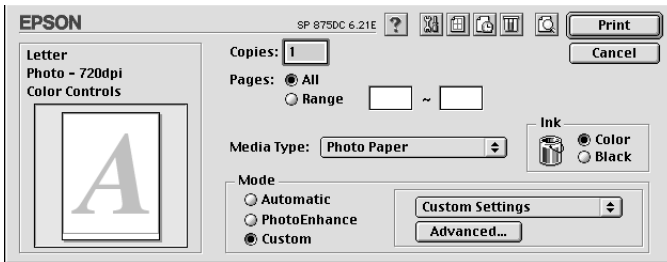 EPSON
SP 875DC 6.21E
?
Print
Letter
Photo - 720dpi
Color Controls
A
Copies: 1
Cancel
Pages: All
Range ~
Media Type: Photo Paper
Ink
Color
Black
Mode
Automatic
PhotoEnhance
Custom
Custom Settings
Advanced...